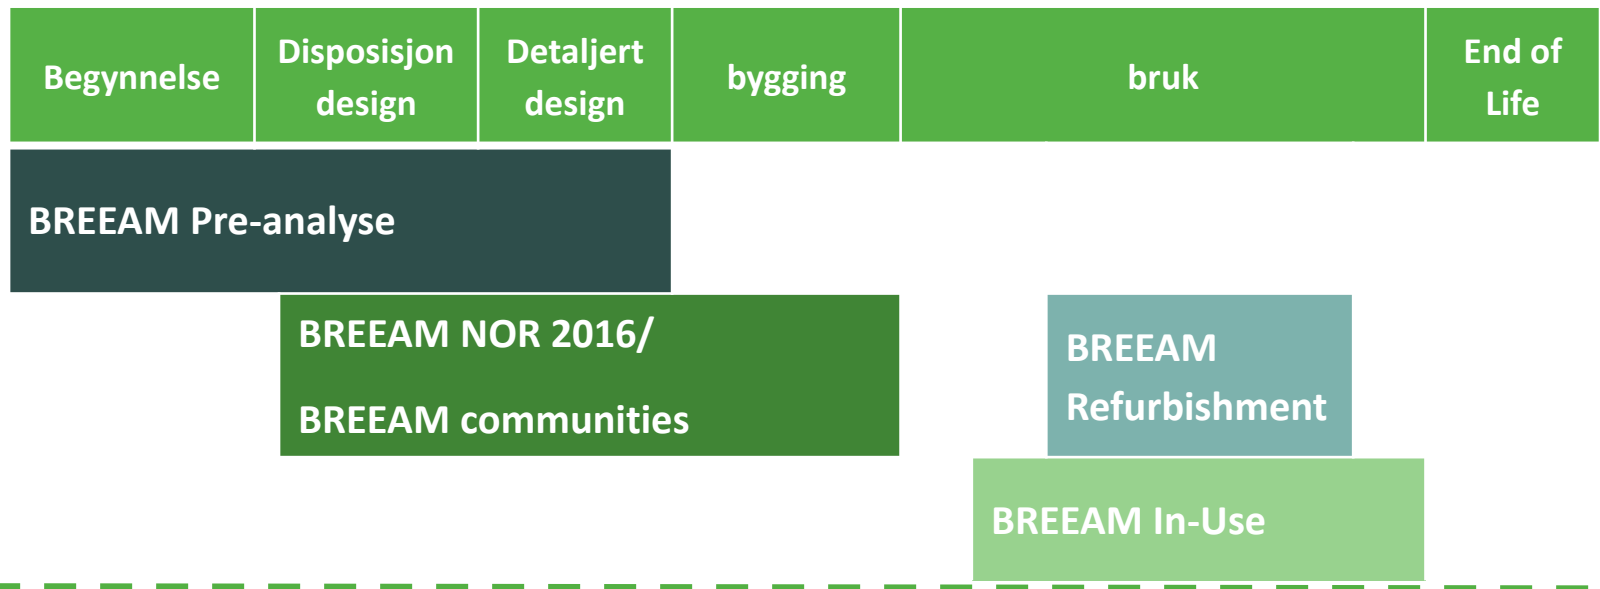 Begynnelse
Disposisjon
design
Detaljert
design
bygging
bruk
End of
Life
BREEAM Pre-analyse
BREEAM NOR 2016/
BREEAM communities
BREEAM
Refurbishment
BREEAM In-Use